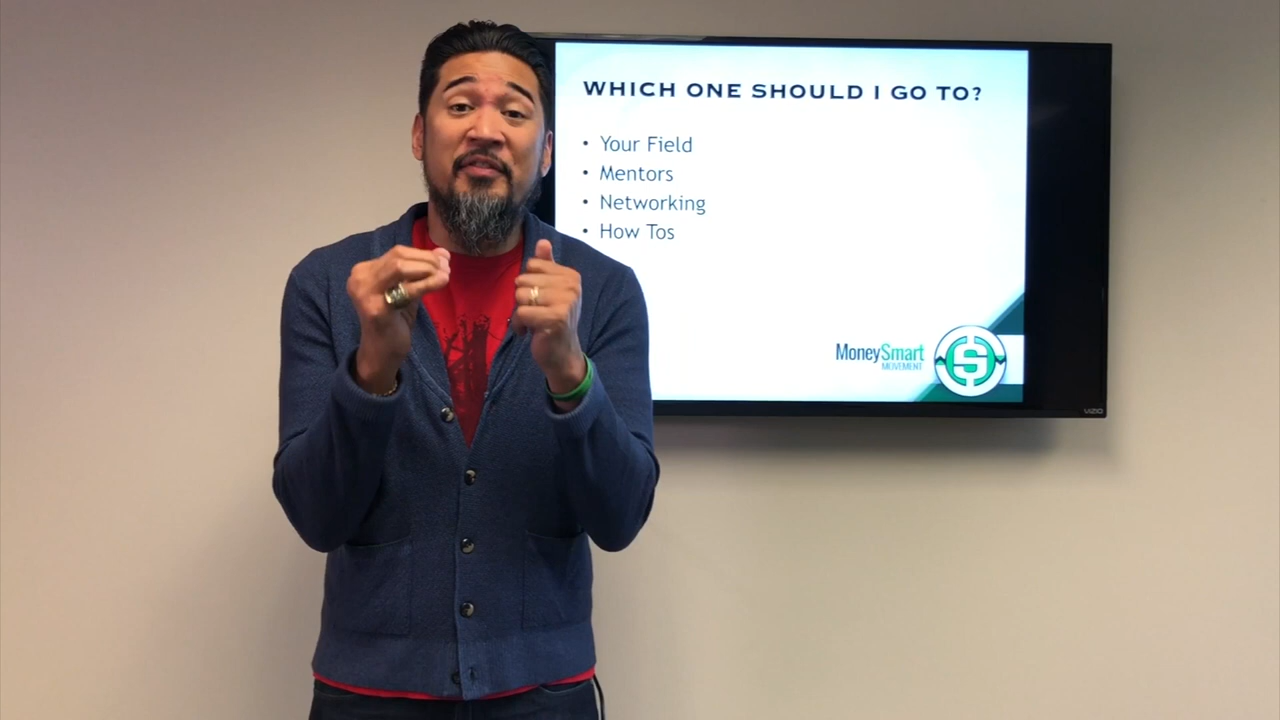 WHICH ONE SHOULD I GO TO?
• Your Field
• Mentors
• Networking
• How Tos
MoneySmart
MOVEMENT
VIZIO